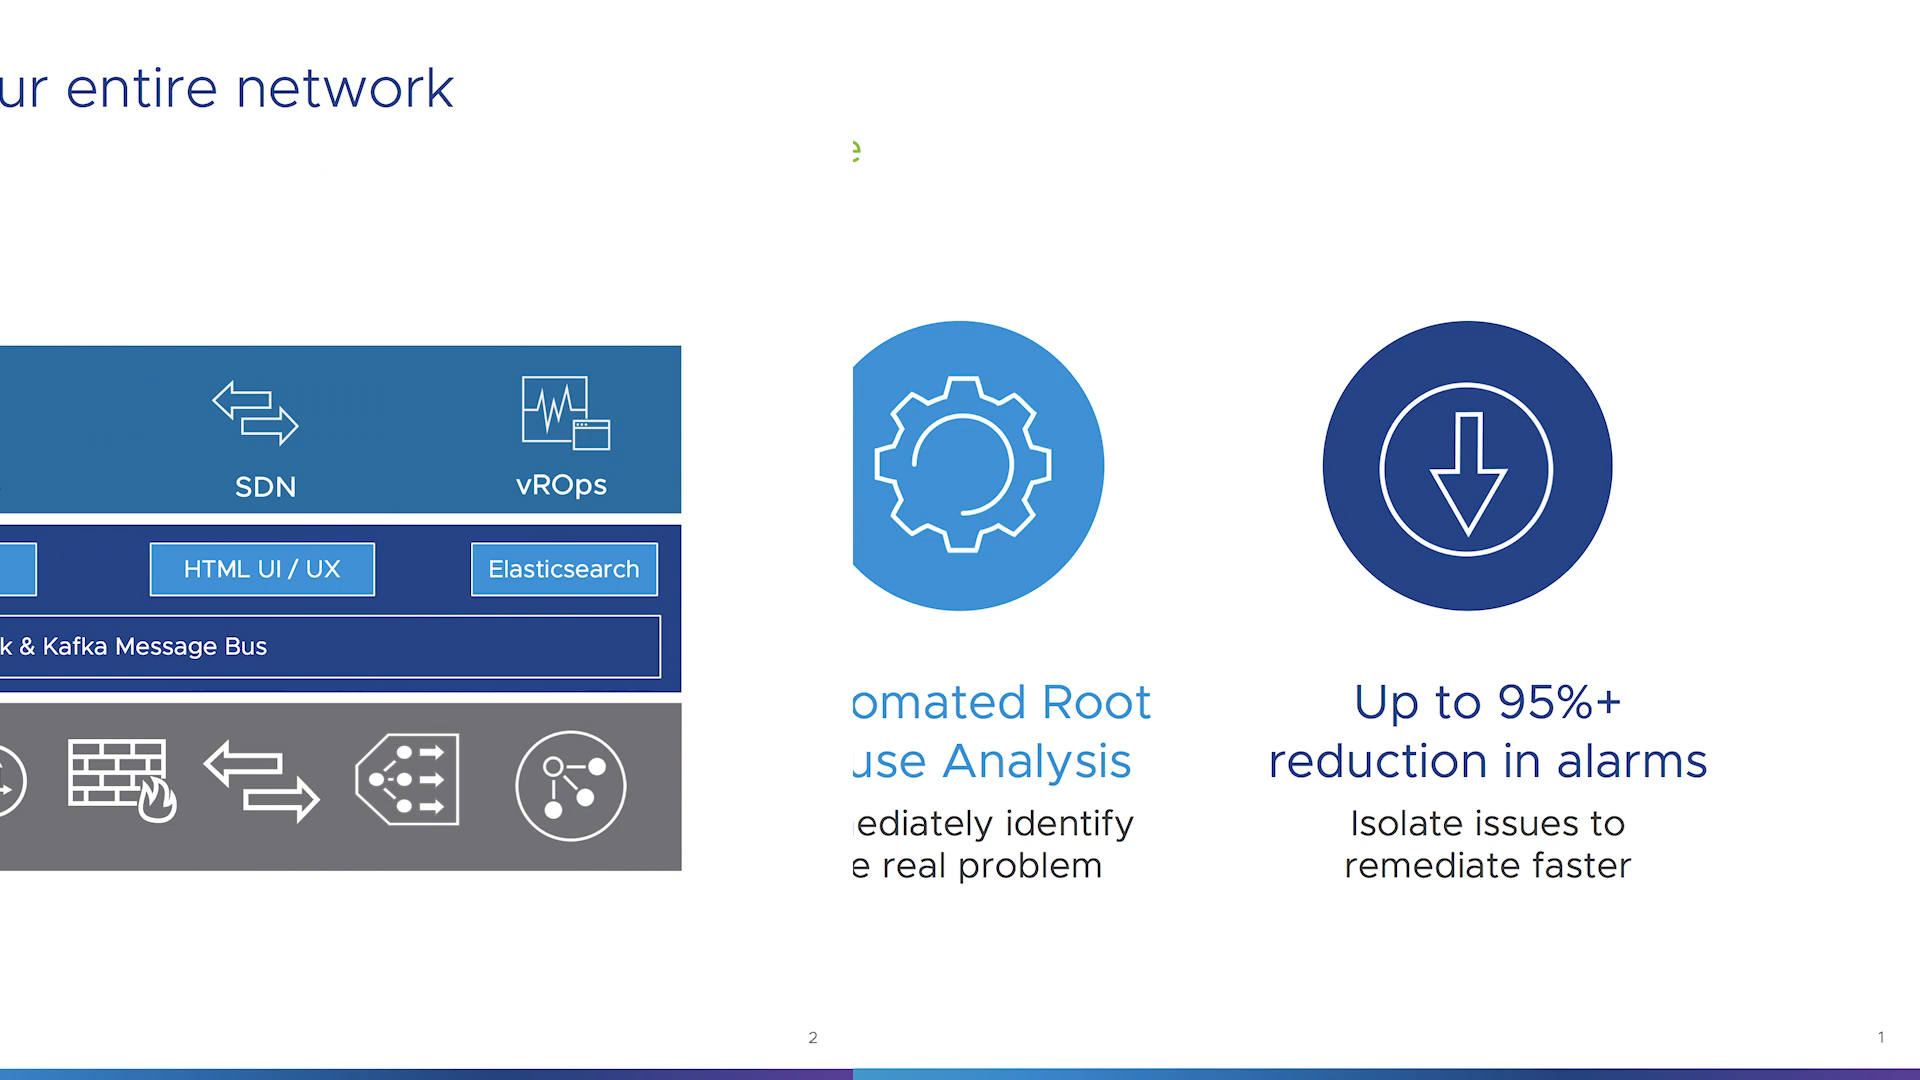 ur entire network
SDN
vROps
HTML UI / UX
Elasticsearch
k & Kafka Message Bus
2
e
omated Root
use Analysis
ediately identify
e real problem
Up to 95%+
reduction in alarms
Isolate issues to
remediate faster
1